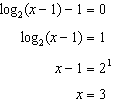 log₂(x − 1) − 1 = 0
log₂(x − 1) = 1
x − 1 = 2¹
x = 3